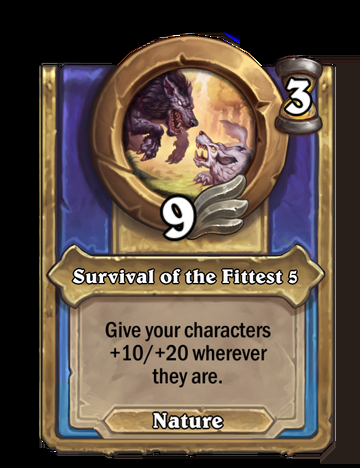 3
9
Survival of the Fittest 5
Give your characters
+10/+20 wherever
they are.
Nature